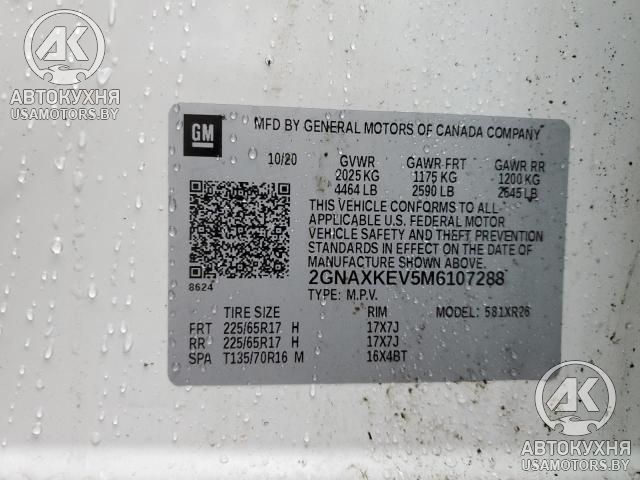 AK
АВТОКУХНЯ
USAMOTORS.BY
GM
MFD BY GENERAL MOTORS OF CANADA COMPANY
10/20 GVWR GAWR FRT GAWR RR
2025 KG 1175 KG 1200 KG
4464 LB 2590 LB 2645 LB
THIS VEHICLE CONFORMS TO ALL
APPLICABLE U.S. FEDERAL MOTOR
VEHICLE SAFETY AND THEFT PREVENTION
STANDARDS IN EFFECT ON THE DATE OF
MANUFACTURE SHOWN ABOVE.
8624
2GNAXKEV5M6107288
TYPE: M.P.V. MODEL: 581XR26
TIRE SIZE RIM
FRT 225/65R17 H 17X7J
RR 225/65R17 H 17X7J
SPA T135/70R16 M 16X4BT
AK
АВТОКУХНЯ
USAMOTORS.BY